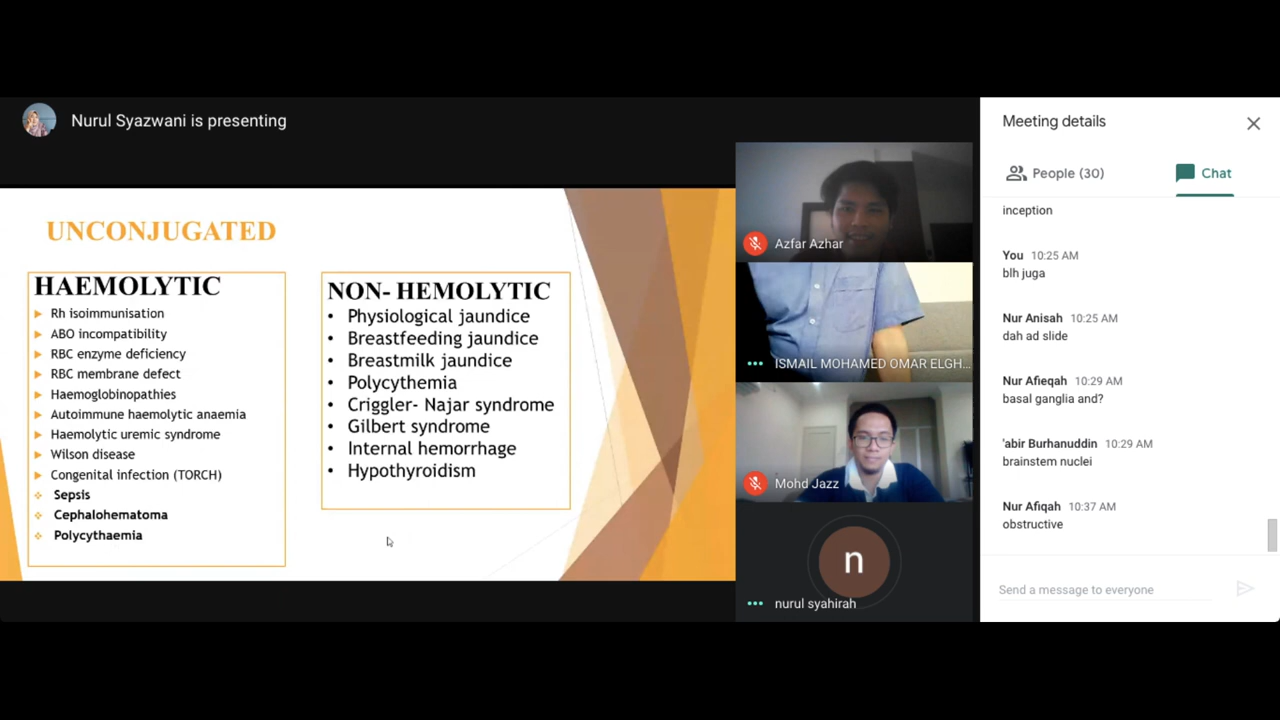 Nurul Syazwani is presenting
UNCONJUGATED
HAEMOLYTIC
Rh isoimmunisation
ABO incompatibility
RBC enzyme deficiency
RBC membrane defect
Haemoglobinopathies
Autoimmune haemolytic anaemia
Haemolytic uremic syndrome
Wilson disease
Congenital infection (TORCH)
Sepsis
Cephalohematoma
Polycythaemia
NON- HEMOLYTIC
• Physiological jaundice
• Breastfeeding jaundice
• Breastmilk jaundice
• Polycythemia
• Criggler- Najar syndrome
• Gilbert syndrome
• Internal hemorrhage
• Hypothyroidism
Azfar Azhar
ISMAIL MOHAMED OMAR ELGH...
Mohd Jazz
n
nurul syahirah
Meeting details
People (30)
Chat
inception
You 10:25 AM
blh juga
Nur Anisah 10:25 AM
dah ad slide
Nur Afieqah 10:29 AM
basal ganglia and?
'abir Burhanuddin 10:29 AM
brainstem nuclei
Nur Afiqah 10:37 AM
obstructive
Send a message to everyone